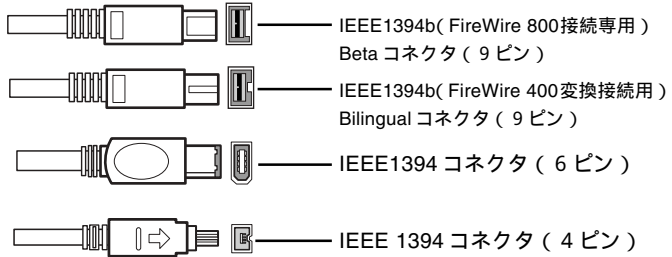 IEEE1394b（FireWire 800接続専用）
Beta コネクタ（９ピン）
IEEE1394b（FireWire 400変換接続用）
Bilingual コネクタ（９ピン）
IEEE1394 コネクタ（６ピン）
IEEE 1394 コネクタ（４ピン）